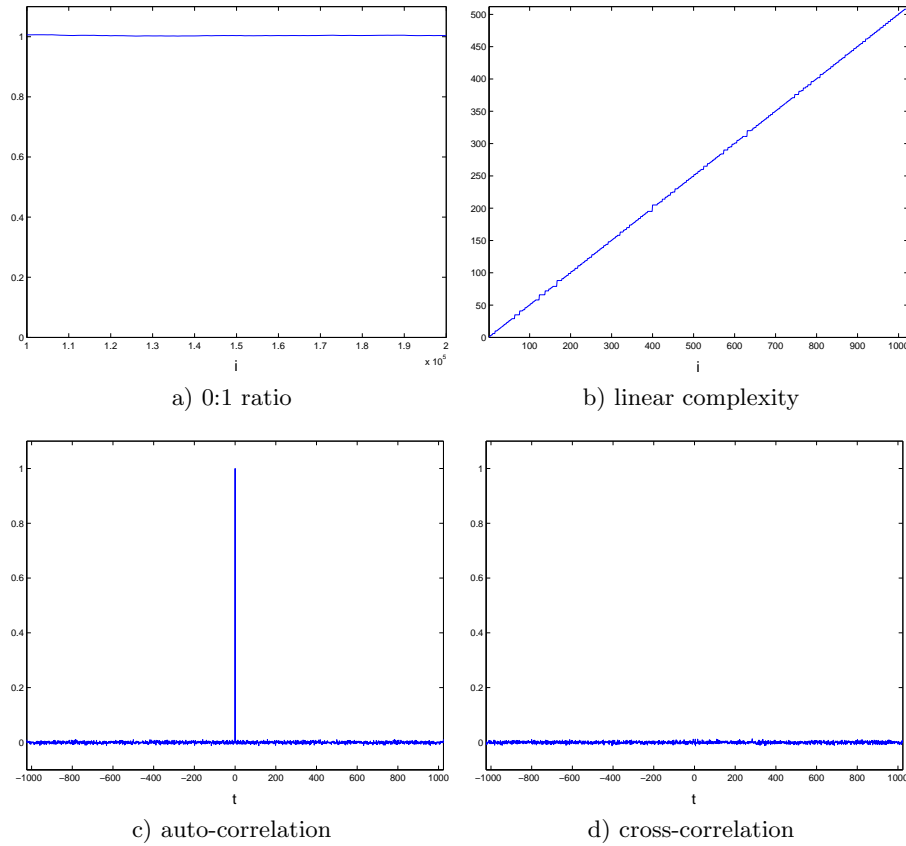 1
0.8
0.6
0.4
0.2
0
1 1.1 1.2 1.3 1.4 1.5 1.6 1.7 1.8 1.9 2
x 10^5
i
a) 0:1 ratio
500
450
400
350
300
250
200
150
100
50
0
100 200 300 400 500 600 700 800 900 1000
i
b) linear complexity
1
0.8
0.6
0.4
0.2
0
−1000 −800 −600 −400 −200 0 200 400 600 800 1000
t
c) auto-correlation
1
0.8
0.6
0.4
0.2
0
−1000 −800 −600 −400 −200 0 200 400 600 800 1000
t
d) cross-correlation